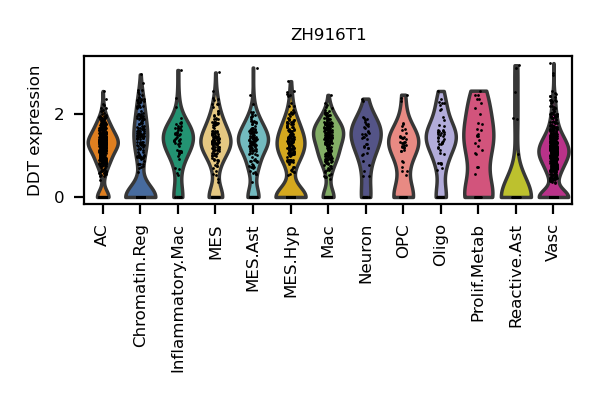 ZH916T1
DDT expression
2
0
AC
Chromatin.Reg
Inflammatory.Mac
MES
MES.Ast
MES.Hyp
Mac
Neuron
OPC
Oligo
Prolif.Metab
Reactive.Ast
Vasc